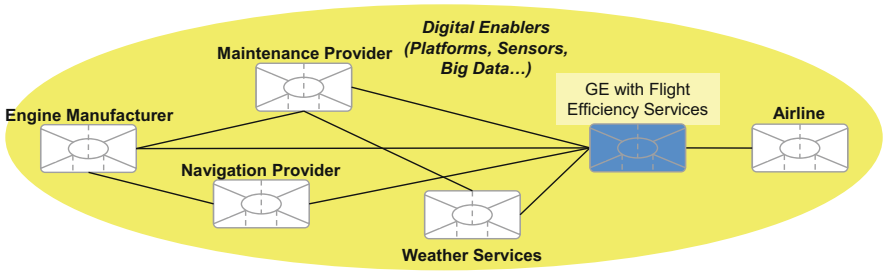 Digital Enablers
(Platforms, Sensors,
Big Data…)
Maintenance Provider
GE with Flight
Efficiency Services
Engine Manufacturer
Airline
Navigation Provider
Weather Services